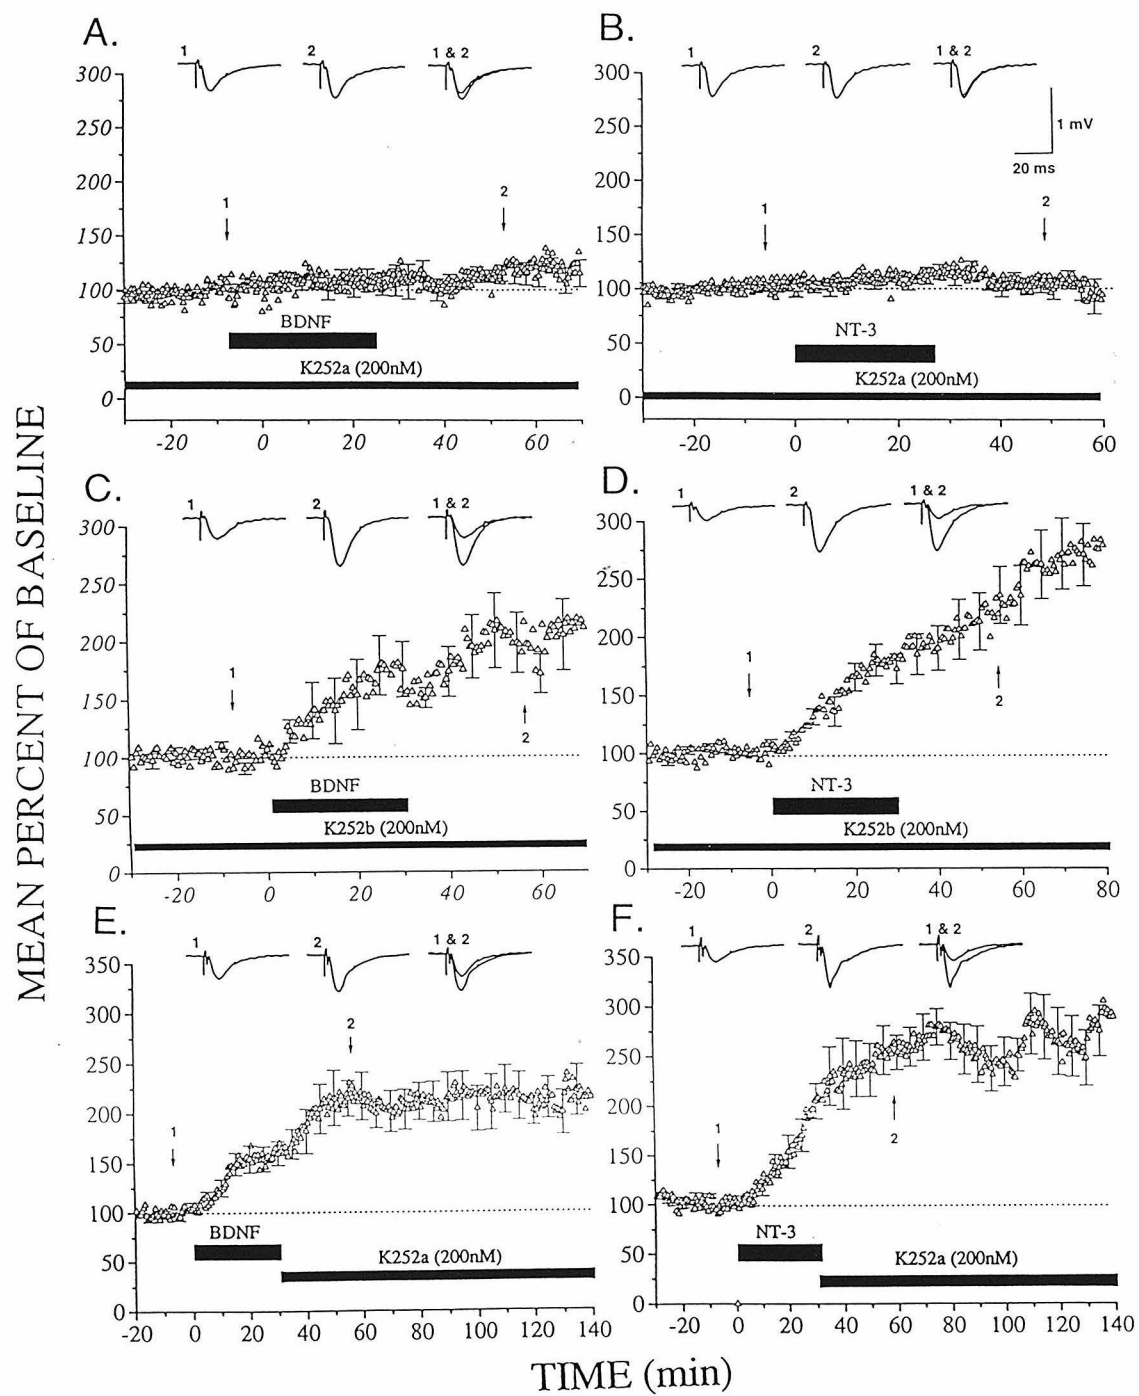 MEAN PERCENT OF BASELINE
A.
1 2 1 & 2
300
250
200
150
100
50
0
1 2
BDNF
K252a (200nM)
-20 0 20 40 60
B.
1 2 1 & 2
1 mV
20 ms
300
250
200
150
100
50
0
1 2
NT-3
K252a (200nM)
-20 0 20 40 60
C.
1 2 1 & 2
300
250
200
150
100
50
0
1
2
BDNF
K252b (200nM)
-20 0 20 40 60
D.
1 2 1 & 2
300
250
200
150
100
50
0
1
2
NT-3
K252b (200nM)
-20 0 20 40 60 80
E.
1 2 1 & 2
350
300
250
200
150
100
50
0
2
1
BDNF
K252a (200nM)
-20 0 20 40 60 80 100 120 140
F.
1 2 1 & 2
350
300
250
200
150
100
50
0
1
2
NT-3
K252a (200nM)
-20 0 20 40 60 80 100 120 140
TIME (min)